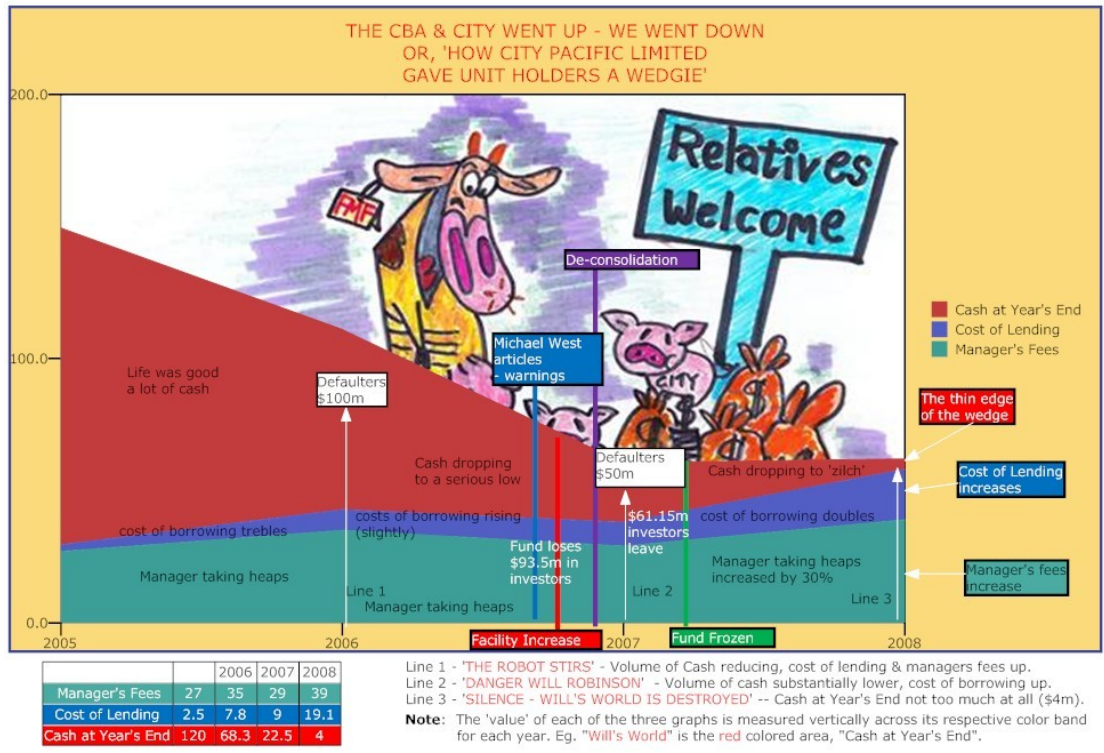 THE CBA & CITY WENT UP - WE WENT DOWN
OR, 'HOW CITY PACIFIC LIMITED
GAVE UNIT HOLDERS A WEDGIE'
200.0
Relatives
Welcome
PMF
De-consolidation
Cash at Year's End
Cost of Lending
Manager's Fees
Michael West
articles
- warnings
100.0
CITY
$
$
$
$
Life was good
a lot of cash
Defaulters
$100m
The thin edge
of the wedge
Defaulters
$50m
Cash dropping
to a serious low
Cash dropping to 'zilch'
Cost of Lending
increases
cost of borrowing trebles
costs of borrowing rising
(slightly)
$61.15m
investors
leave
cost of borrowing doubles
Fund loses
$93.5m in
investors
Manager taking heaps
Manager taking heaps
increased by 30%
Manager's fees
increase
Line 1
Line 2
Line 3
Manager taking heaps
0.0
2005
2006
Facility Increase
2007
Fund Frozen
2008
2006 2007 2008
Manager's Fees 27 35 29 39
Cost of Lending 2.5 7.8 9 19.1
Cash at Year's End 120 68.3 22.5 4
Line 1 - 'THE ROBOT STIRS' - Volume of Cash reducing, cost of lending & managers fees up.
Line 2 - 'DANGER WILL ROBINSON' - Volume of cash substantially lower, cost of borrowing up.
Line 3 - 'SILENCE - WILL'S WORLD IS DESTROYED' -- Cash at Year's End not too much at all ($4m).
Note: The 'value' of each of the three graphs is measured vertically across its respective color band
for each year. Eg. "Will's World" is the red colored area, "Cash at Year's End".